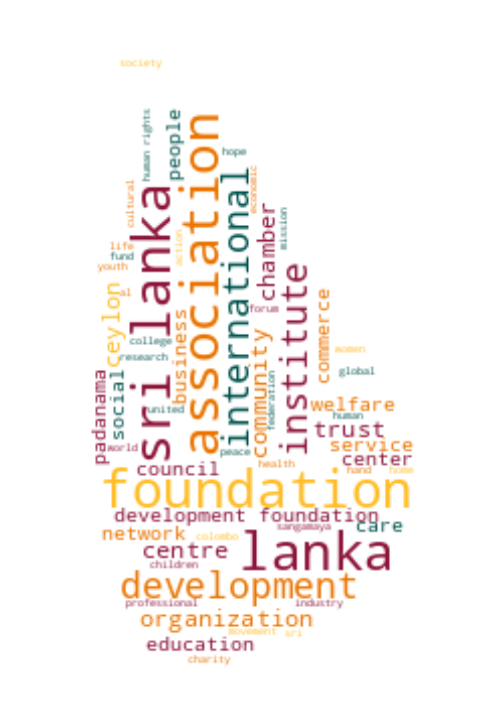 society
human rights
people
association
hope
international
economic
cultural
sri lanka
chamber
mission
action
life
fund
youth
al
ceylon
institute
commerce
forum
business
community
college
research
women
global
padanama
social
federation
united
welfare
human
trust
world
peace
service
council
health
center
hand
home
foundation
development foundation
sangamaya
care
network
colombo
centre
lanka
children
development
professional
industry
organization
movement
sri
education
charity